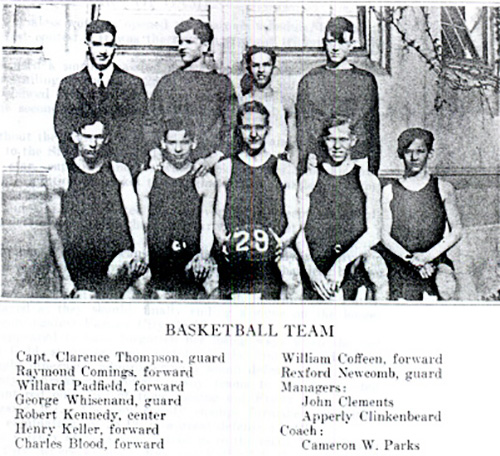 29
BASKETBALL TEAM
Capt. Clarence Thompson, guard
Raymond Comings, forward
Willard Padfield, forward
George Whisenand, guard
Robert Kennedy, center
Henry Keller, forward
Charles Blood, forward
William Coffeen, forward
Rexford Newcomb, guard
Managers:
John Clements
Apperly Clinkenbeard
Coach:
Cameron W. Parks